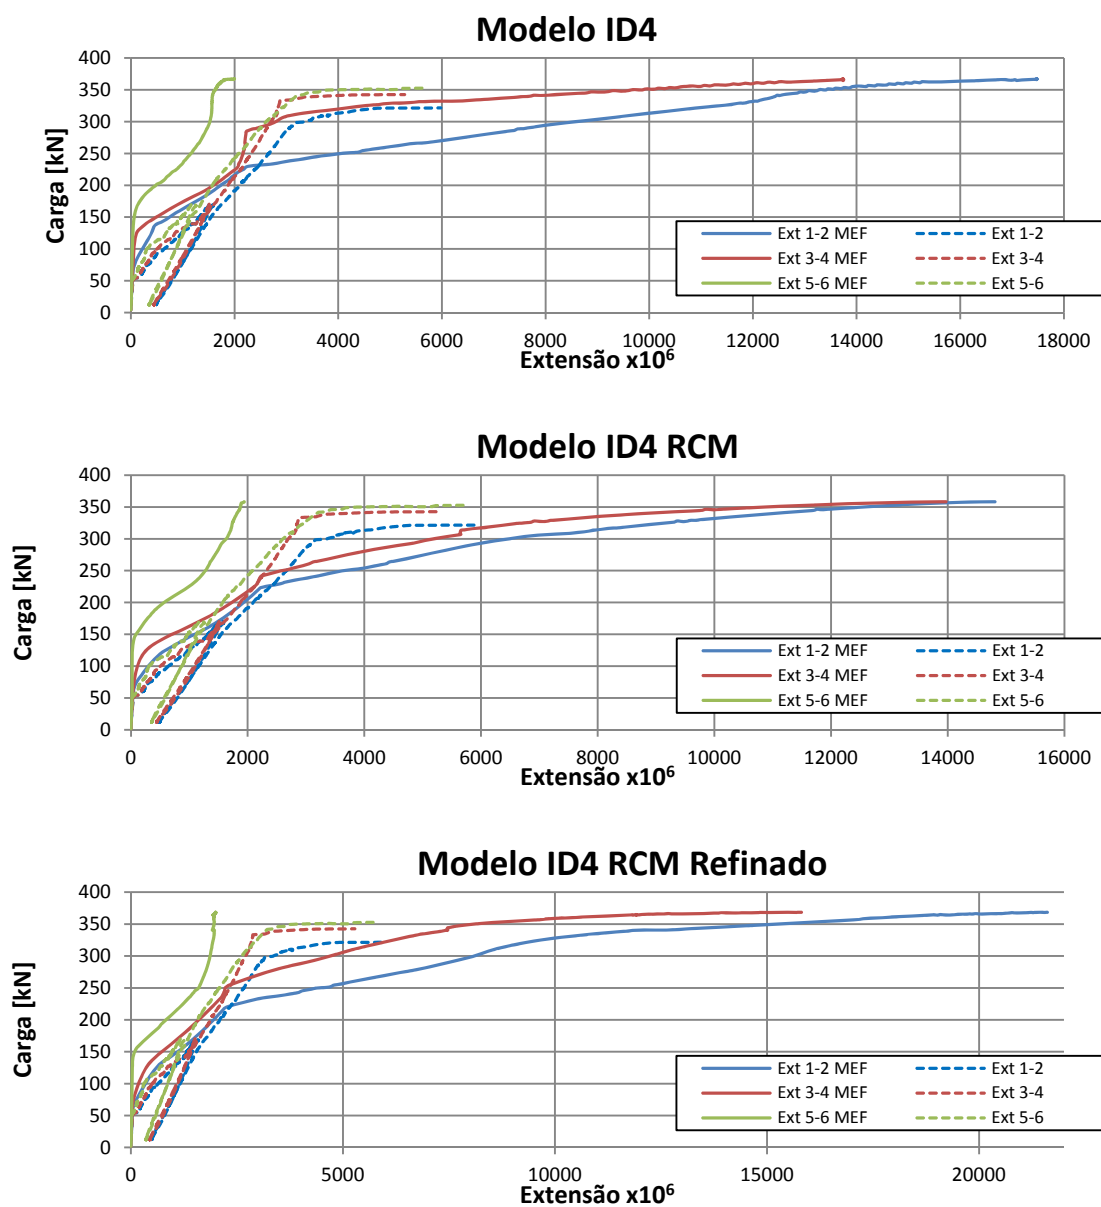 Modelo ID4
Carga [kN]
400
350
300
250
200
150
100
50
0
Ext 1-2 MEF
Ext 1-2
Ext 3-4 MEF
Ext 3-4
Ext 5-6 MEF
Ext 5-6
0 2000 4000 6000 8000 10000 12000 14000 16000 18000
Extensão x10⁶
Modelo ID4 RCM
Carga [kN]
400
350
300
250
200
150
100
50
0
Ext 1-2 MEF
Ext 1-2
Ext 3-4 MEF
Ext 3-4
Ext 5-6 MEF
Ext 5-6
0 2000 4000 6000 8000 10000 12000 14000 16000
Extensão x10⁶
Modelo ID4 RCM Refinado
Carga [kN]
400
350
300
250
200
150
100
50
0
Ext 1-2 MEF
Ext 1-2
Ext 3-4 MEF
Ext 3-4
Ext 5-6 MEF
Ext 5-6
0 5000 10000 15000 20000
Extensão x10⁶